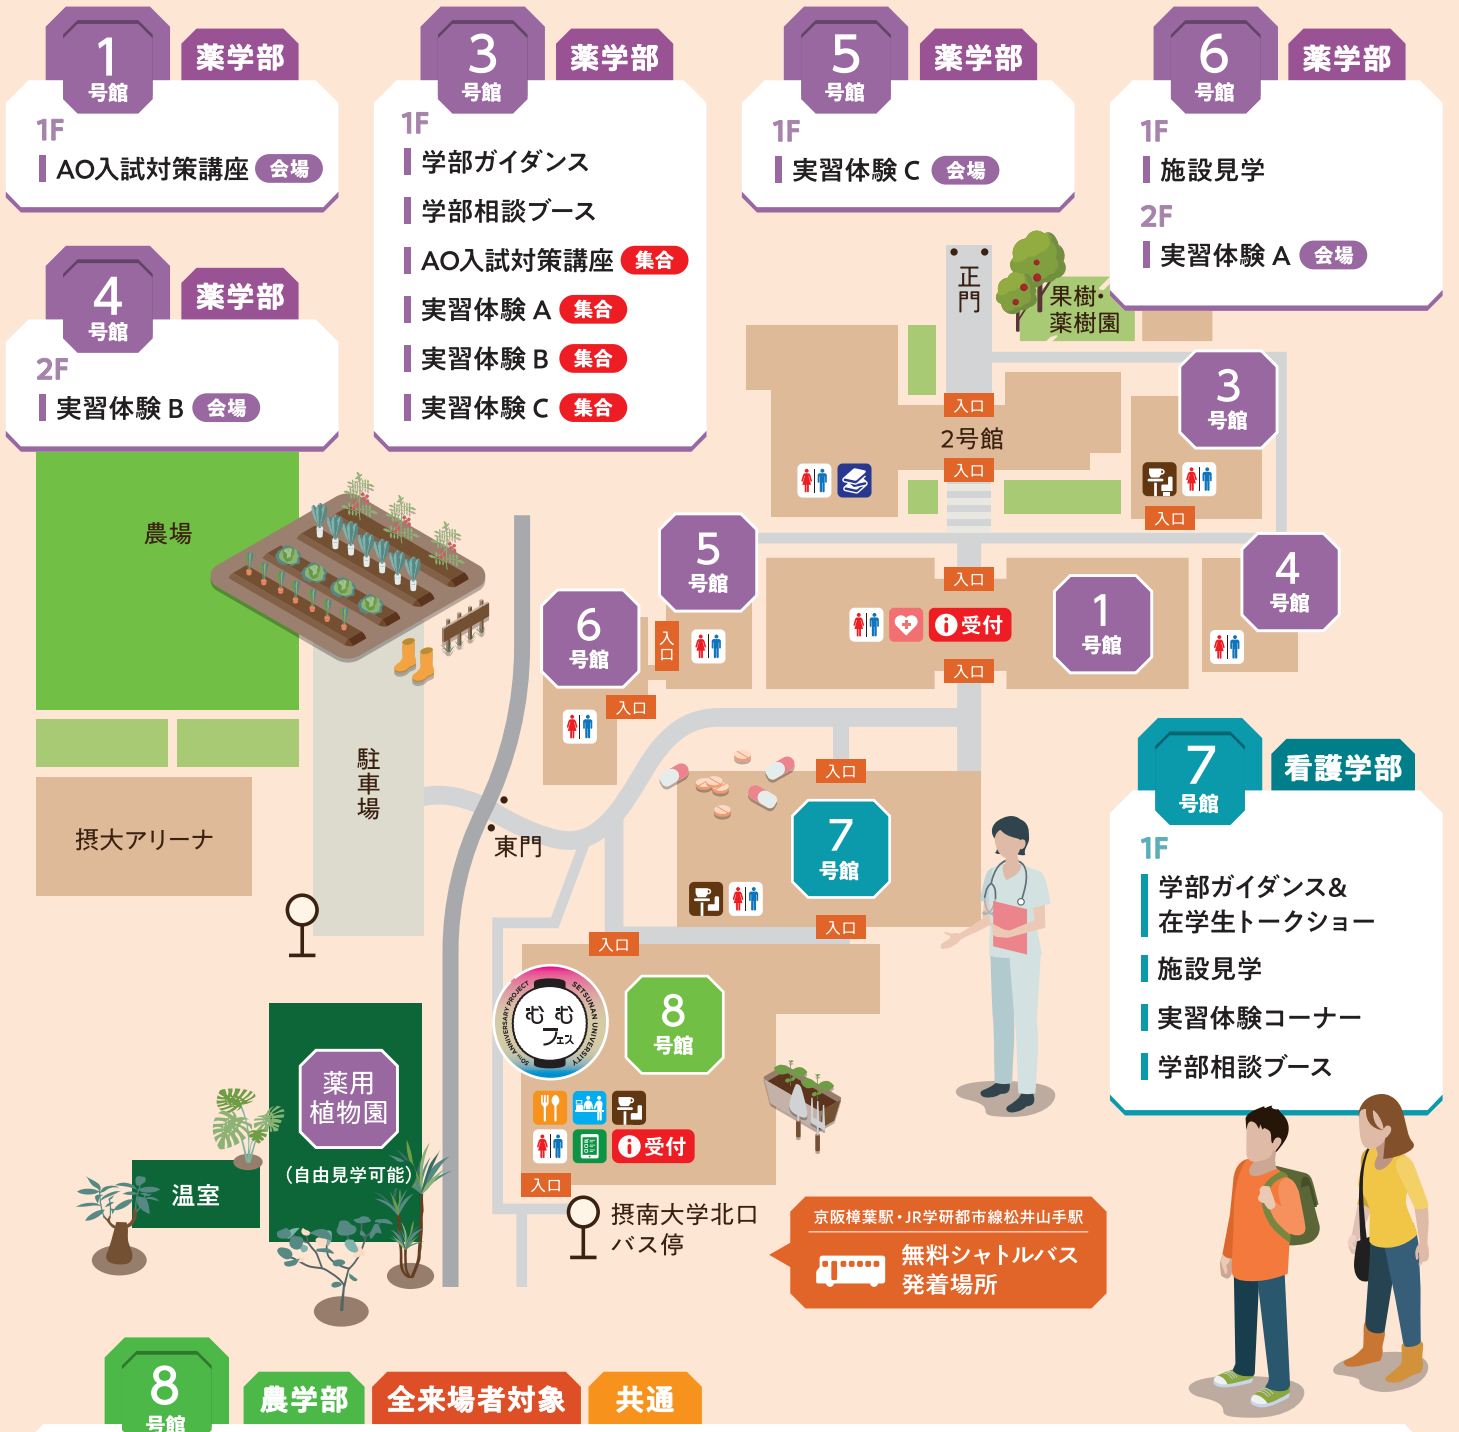 1
号館
薬学部
1F
AO入試対策講座 会場
3
号館
薬学部
1F
学部ガイダンス
学部相談ブース
AO入試対策講座 集合
実習体験 A 集合
実習体験 B 集合
実習体験 C 集合
5
号館
薬学部
1F
実習体験 C 会場
6
号館
薬学部
1F
施設見学
2F
実習体験 A 会場
4
号館
薬学部
2F
実習体験 B 会場
正門
果樹・
薬樹園
入口
2号館
入口
3
号館
入口
農場
5
号館
入口
4
号館
6
号館
入口
受付
1
号館
入口
入口
駐車場
摂大アリーナ
東門
入口
7
号館
入口
7
号館
看護学部
1F
学部ガイダンス&
在学生トークショー
施設見学
実習体験コーナー
学部相談ブース
入口
SETSUNAN UNIVERSITY
50TH ANNIVERSARY PROJECT
むむ
フェス
8
号館
受付
入口
薬用
植物園
(自由見学可能)
温室
摂南大学北口
バス停
京阪樟葉駅・JR学研都市線松井山手駅
無料シャトルバス
発着場所
8
号館
農学部
全来場者対象
共通